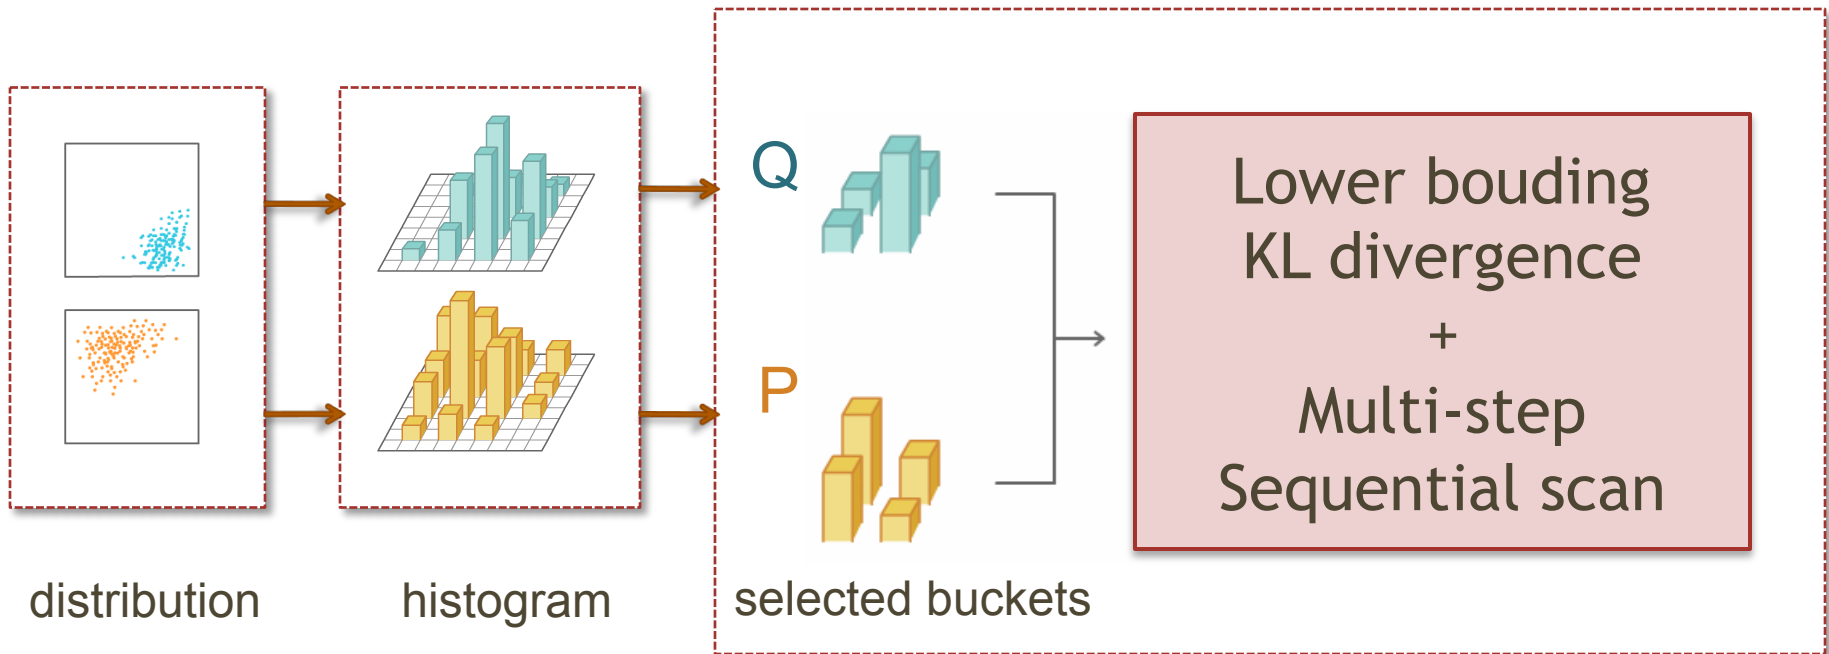 Q
P
Lower bouding
KL divergence
+
Multi-step
Sequential scan
distribution
histogram
selected buckets